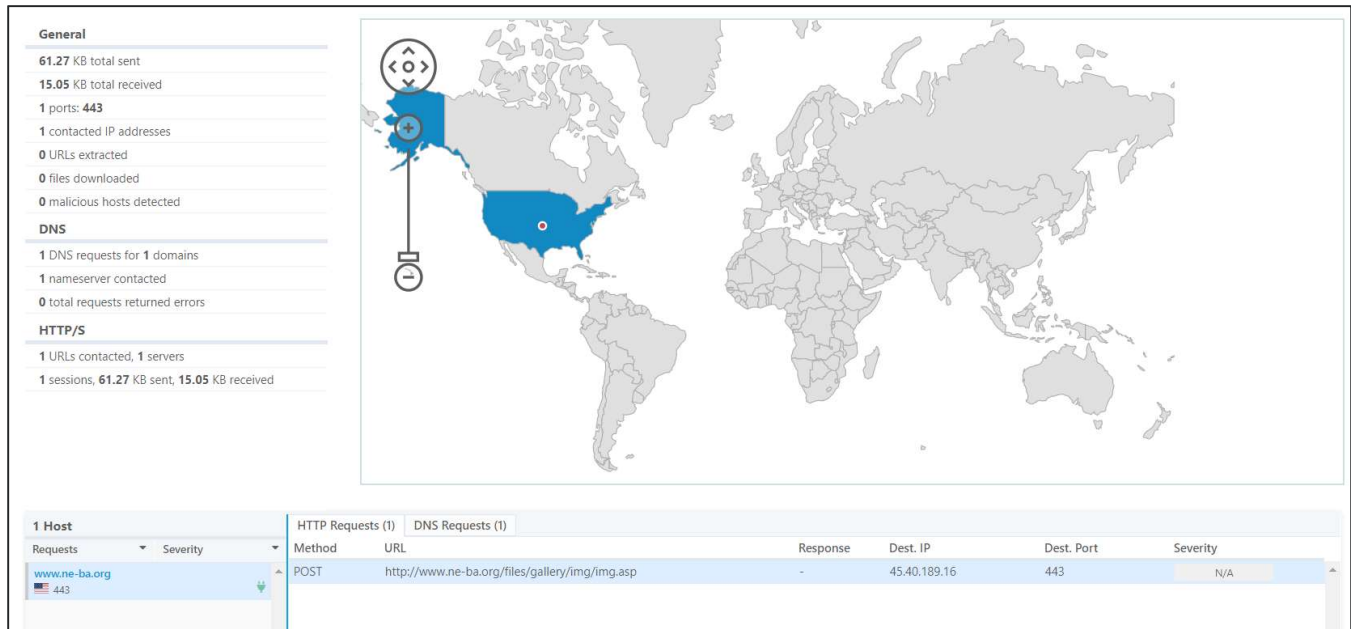 General
61.27 KB total sent
15.05 KB total received
1 ports: 443
1 contacted IP addresses
0 URLs extracted
0 files downloaded
0 malicious hosts detected
DNS
1 DNS requests for 1 domains
1 nameserver contacted
0 total requests returned errors
HTTP/S
1 URLs contacted, 1 servers
1 sessions, 61.27 KB sent, 15.05 KB received
1 Host
Requests Severity
www.ne-ba.org
443
HTTP Requests (1) DNS Requests (1)
Method URL Response Dest. IP Dest. Port Severity
POST http://www.ne-ba.org/files/gallery/img/img.asp - 45.40.189.16 443 N/A